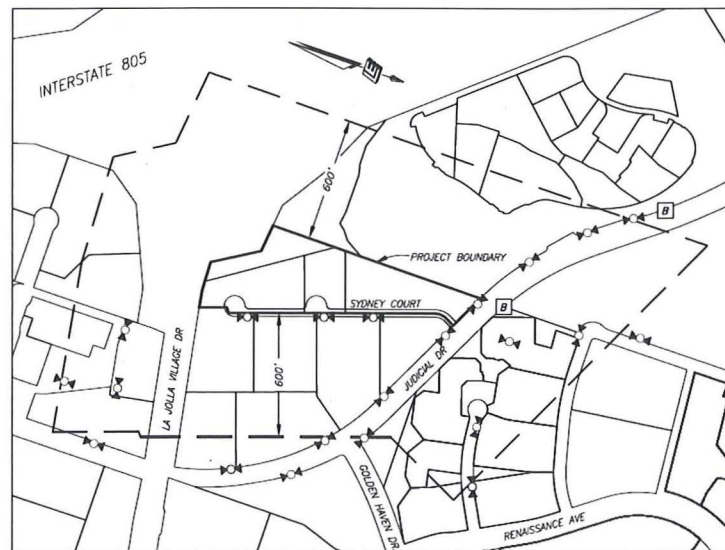 INTERSTATE 805
600'
B
PROJECT BOUNDARY
SYDNEY COURT
B
600'
LA JOLLA VILLAGE DR
JUDICIAL DR
GOLDEN HAVEN DR
RENAISSANCE AVE